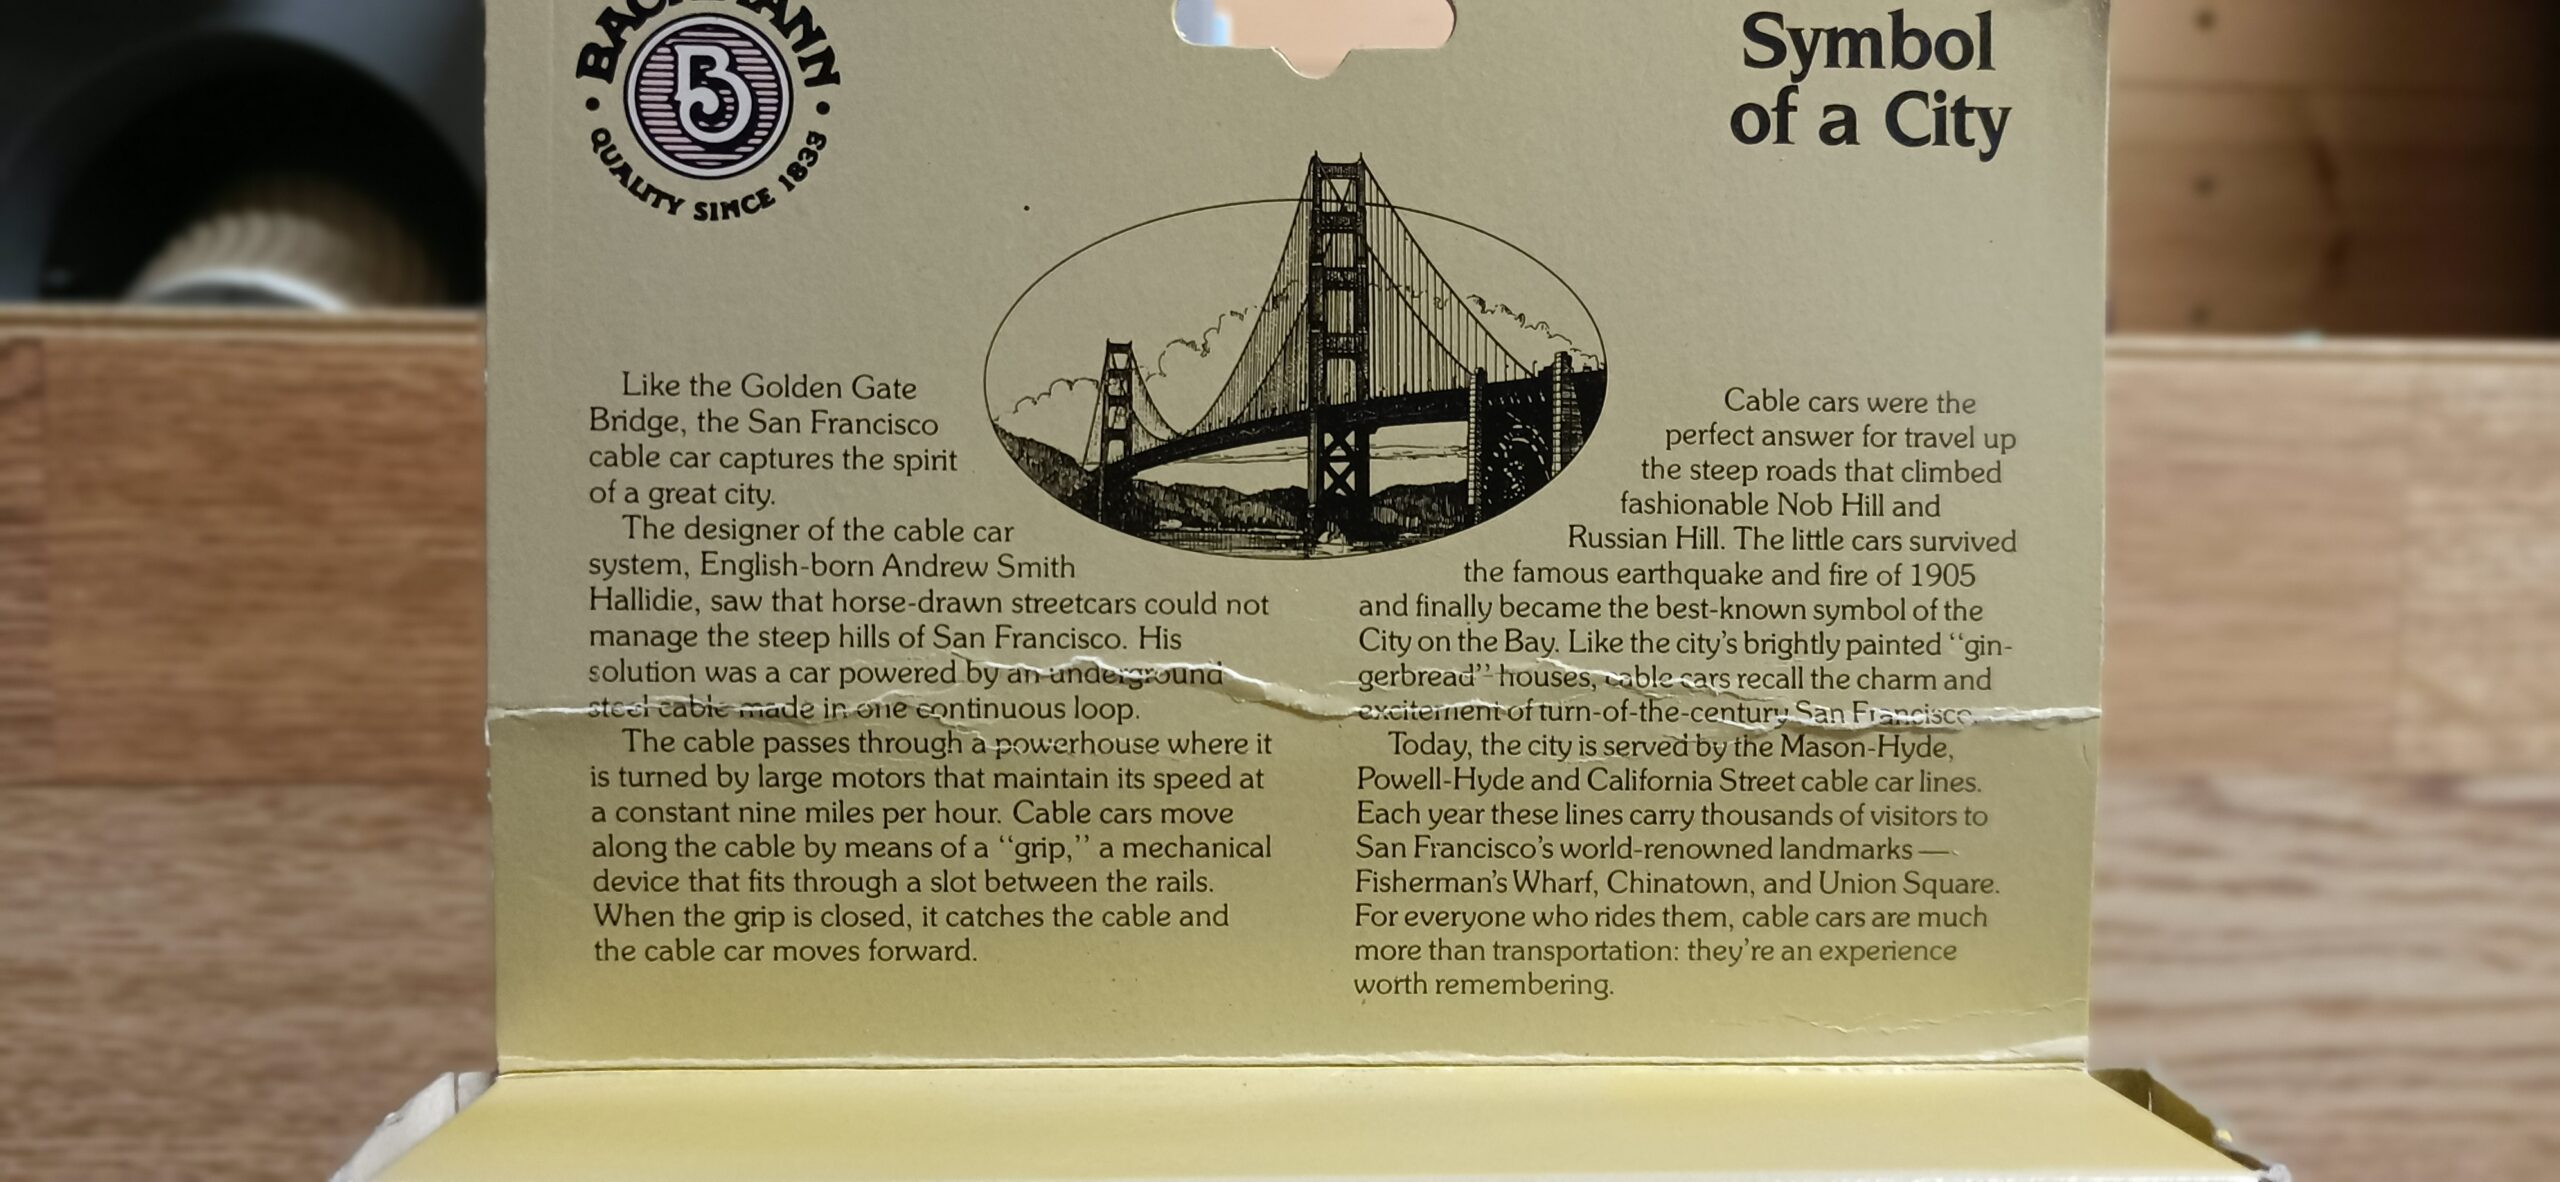 BACHMANN
B
• QUALITY SINCE 1833 •
Symbol
of a City
Like the Golden Gate
Bridge, the San Francisco
cable car captures the spirit
of a great city.
The designer of the cable car
system, English-born Andrew Smith
Hallidie, saw that horse-drawn streetcars could not
manage the steep hills of San Francisco. His
solution was a car powered by an underground
steel cable made in one continuous loop.
The cable passes through a powerhouse where it
is turned by large motors that maintain its speed at
a constant nine miles per hour. Cable cars move
along the cable by means of a “grip,” a mechanical
device that fits through a slot between the rails.
When the grip is closed, it catches the cable and
the cable car moves forward.
Cable cars were the
perfect answer for travel up
the steep roads that climbed
fashionable Nob Hill and
Russian Hill. The little cars survived
the famous earthquake and fire of 1905
and finally became the best-known symbol of the
City on the Bay. Like the city’s brightly painted “gin-
gerbread” houses, cable cars recall the charm and
excitement of turn-of-the-century San Francisco.
Today, the city is served by the Mason-Hyde,
Powell-Hyde and California Street cable car lines.
Each year these lines carry thousands of visitors to
San Francisco’s world-renowned landmarks —
Fisherman’s Wharf, Chinatown, and Union Square.
For everyone who rides them, cable cars are much
more than transportation: they’re an experience
worth remembering.